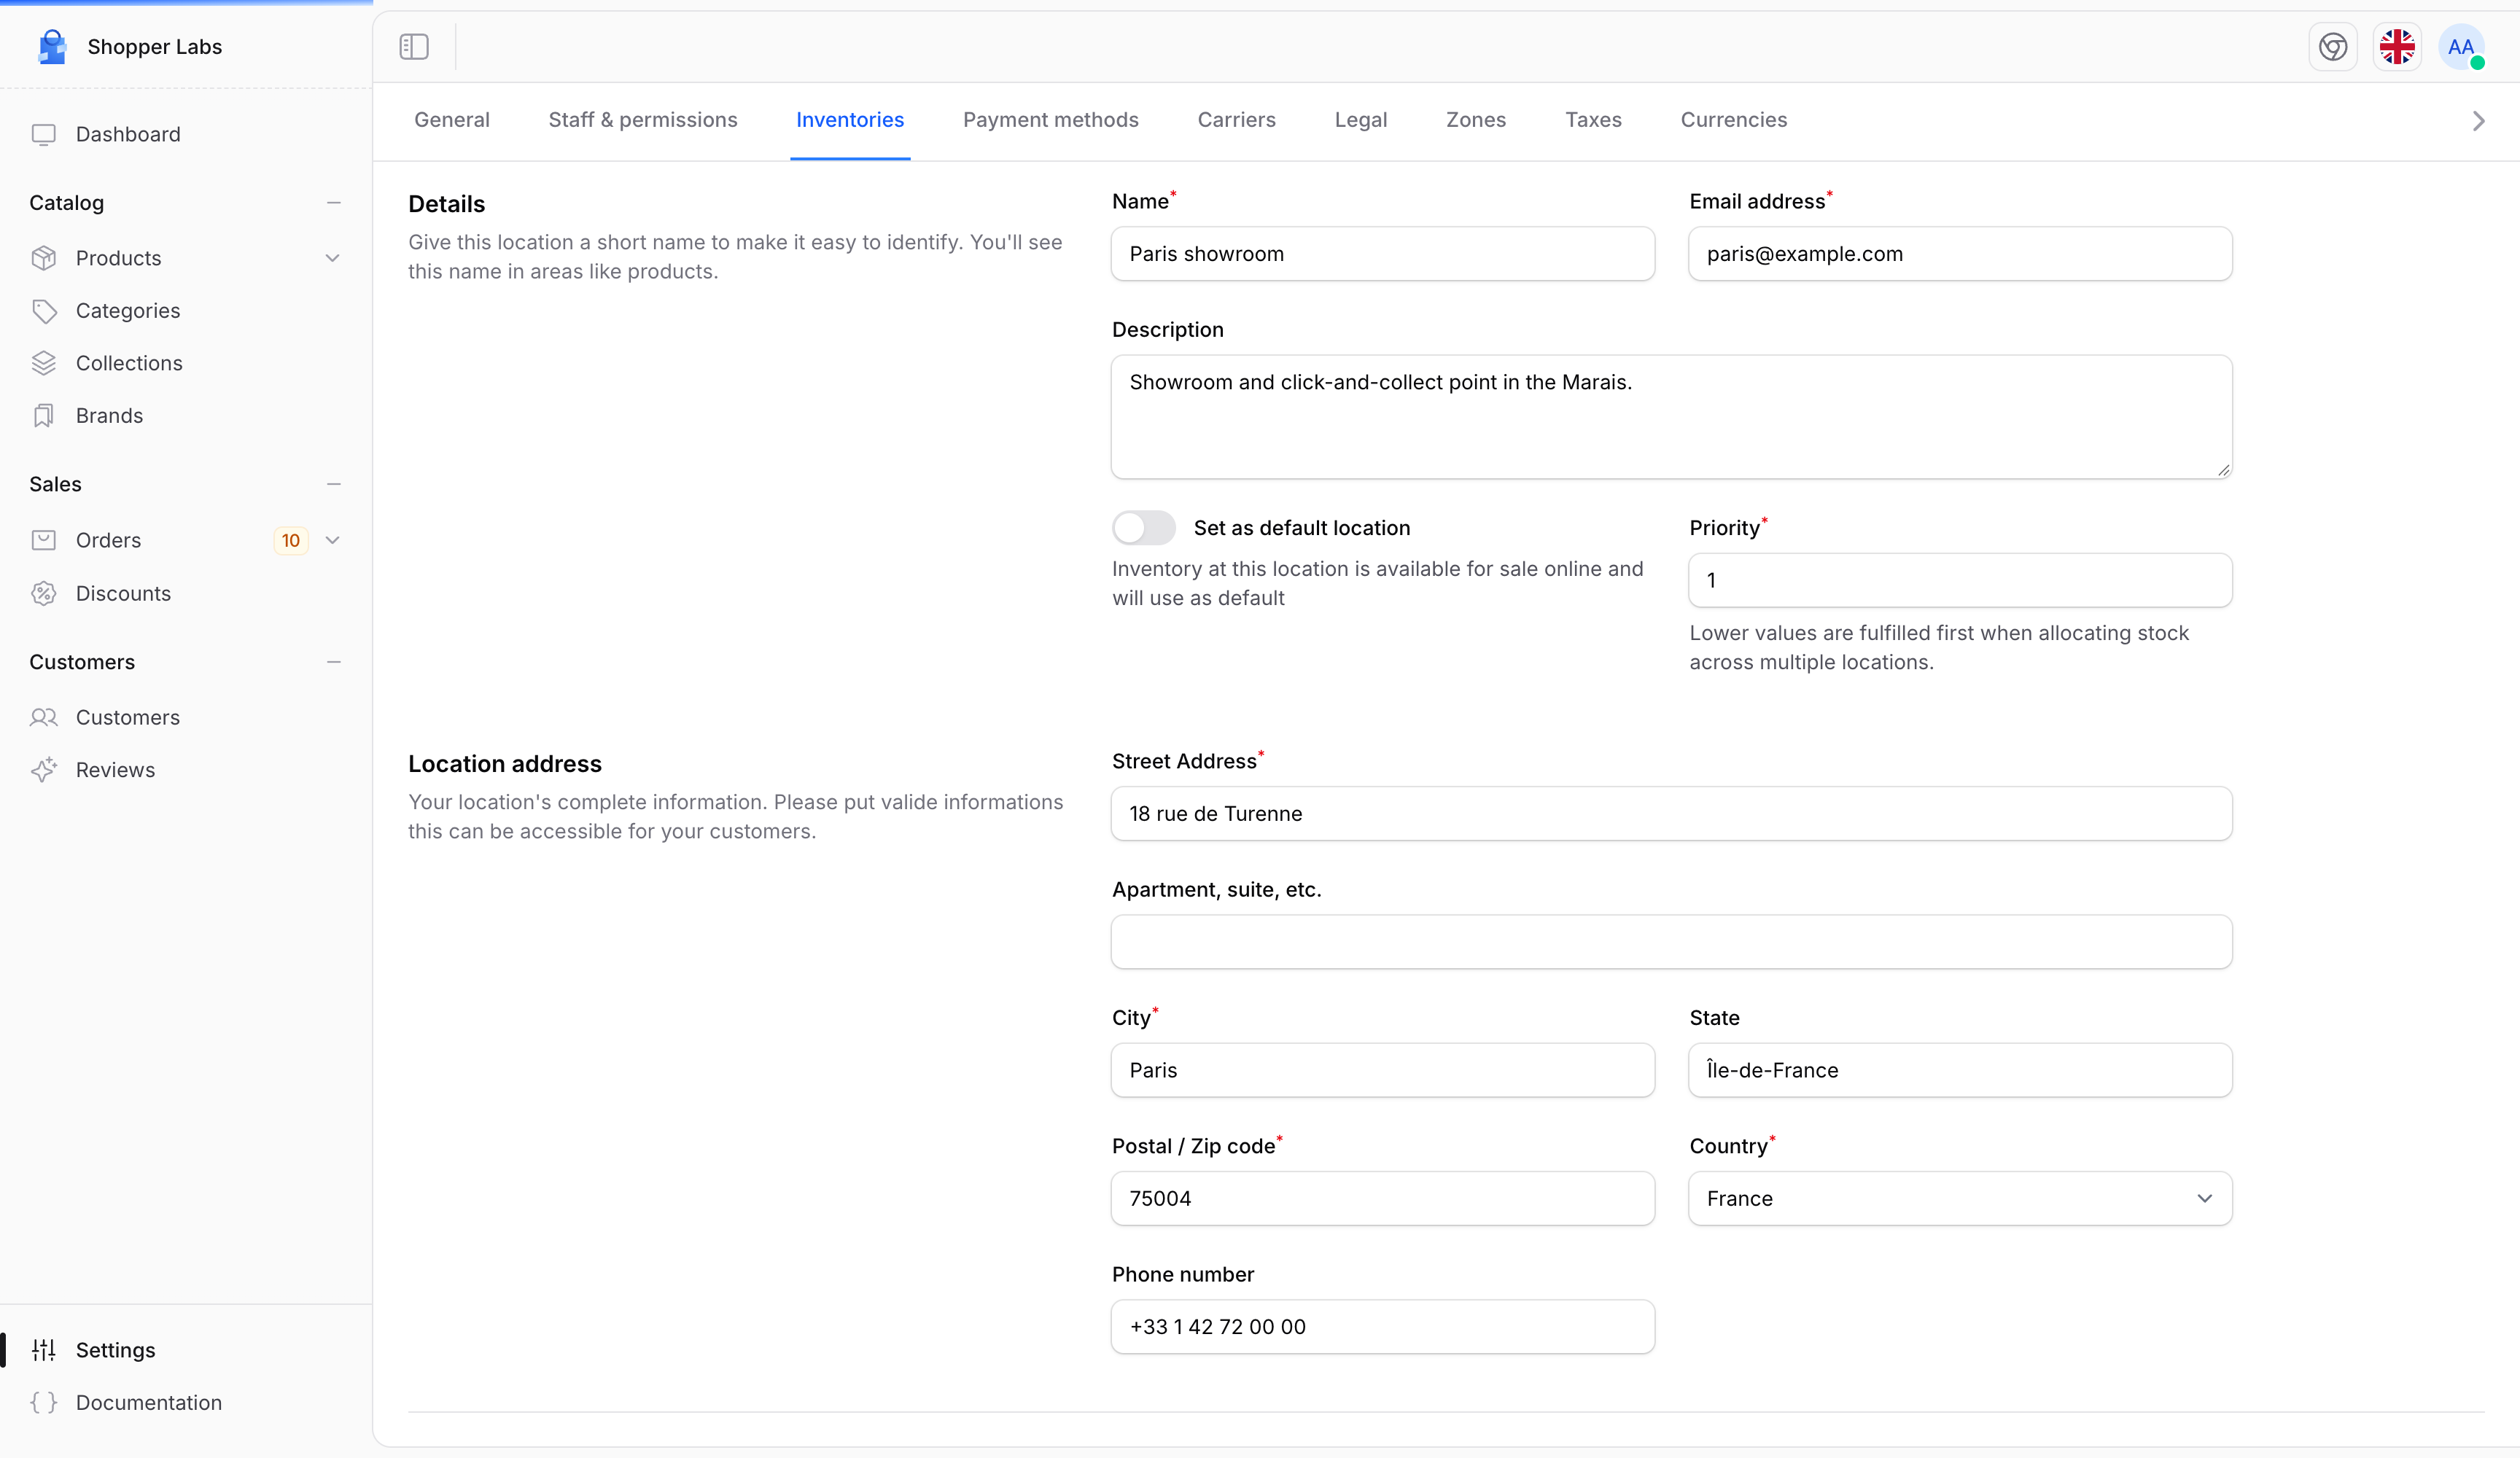 Shopper Labs
AA
Dashboard
Catalog
Products
Categories
Collections
Brands
Sales
Orders
10
Discounts
Customers
Customers
Reviews
Settings
Documentation
General
Staff & permissions
Inventories
Payment methods
Carriers
Legal
Zones
Taxes
Currencies
Details
Give this location a short name to make it easy to identify. You'll see
this name in areas like products.
Name*
Paris showroom
Email address*
paris@example.com
Description
Showroom and click-and-collect point in the Marais.
Set as default location
Inventory at this location is available for sale online and
will use as default
Priority*
1
Lower values are fulfilled first when allocating stock
across multiple locations.
Location address
Your location's complete information. Please put valide informations
this can be accessible for your customers.
Street Address*
18 rue de Turenne
Apartment, suite, etc.
City*
Paris
State
Île-de-France
Postal / Zip code*
75004
Country*
France
Phone number
+33 1 42 72 00 00